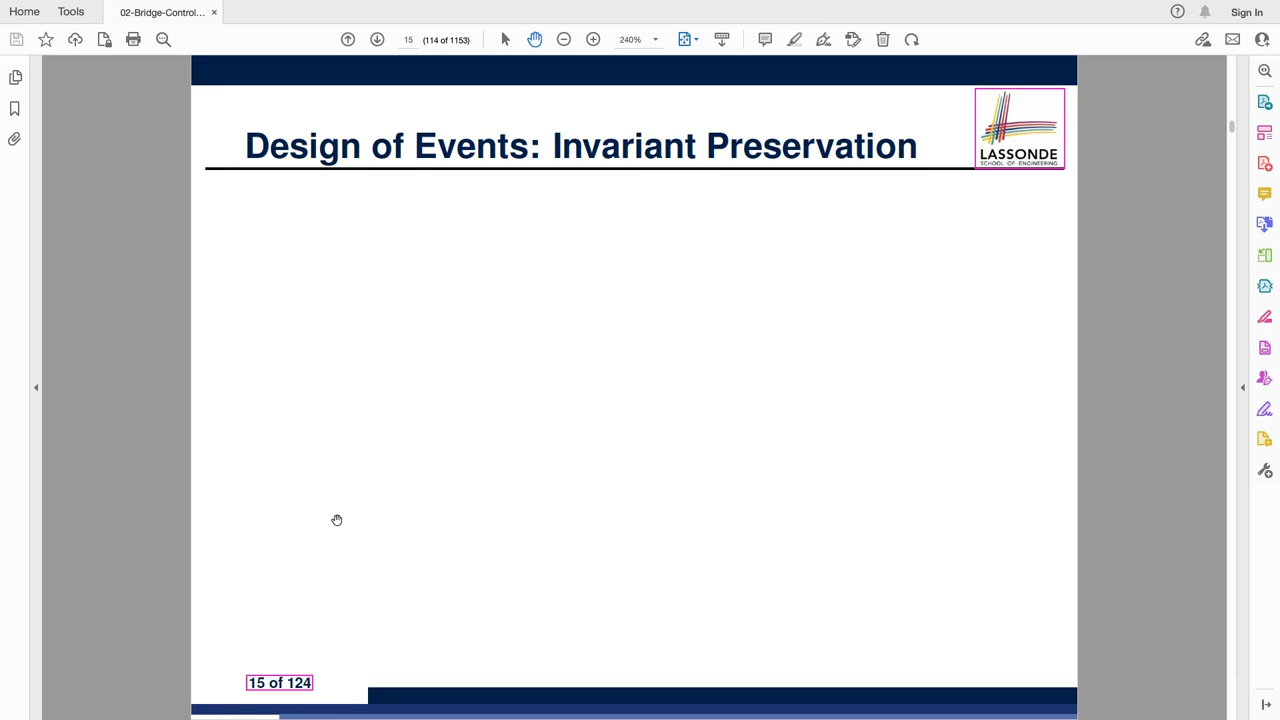 Home
Tools
02-Bridge-Control... ×
Sign In
15 (114 of 1153)
240%
Design of Events: Invariant Preservation
LASSONDE
SCHOOL OF ENGINEERING
15 of 124